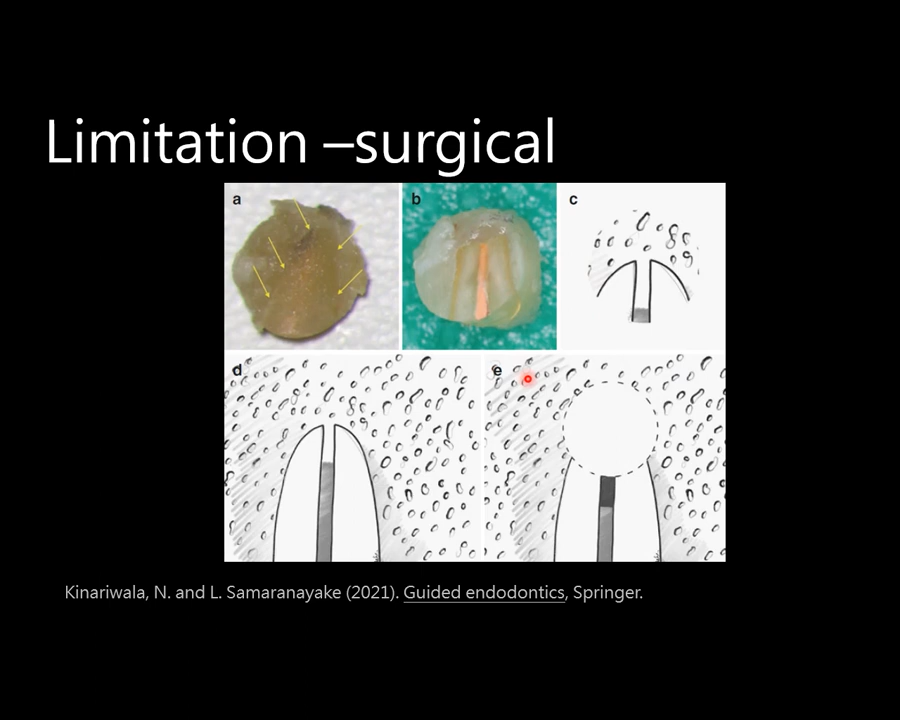 Limitation –surgical
a
b
c
d
e
Kinariwala, N. and L. Samaranayake (2021). Guided endodontics, Springer.